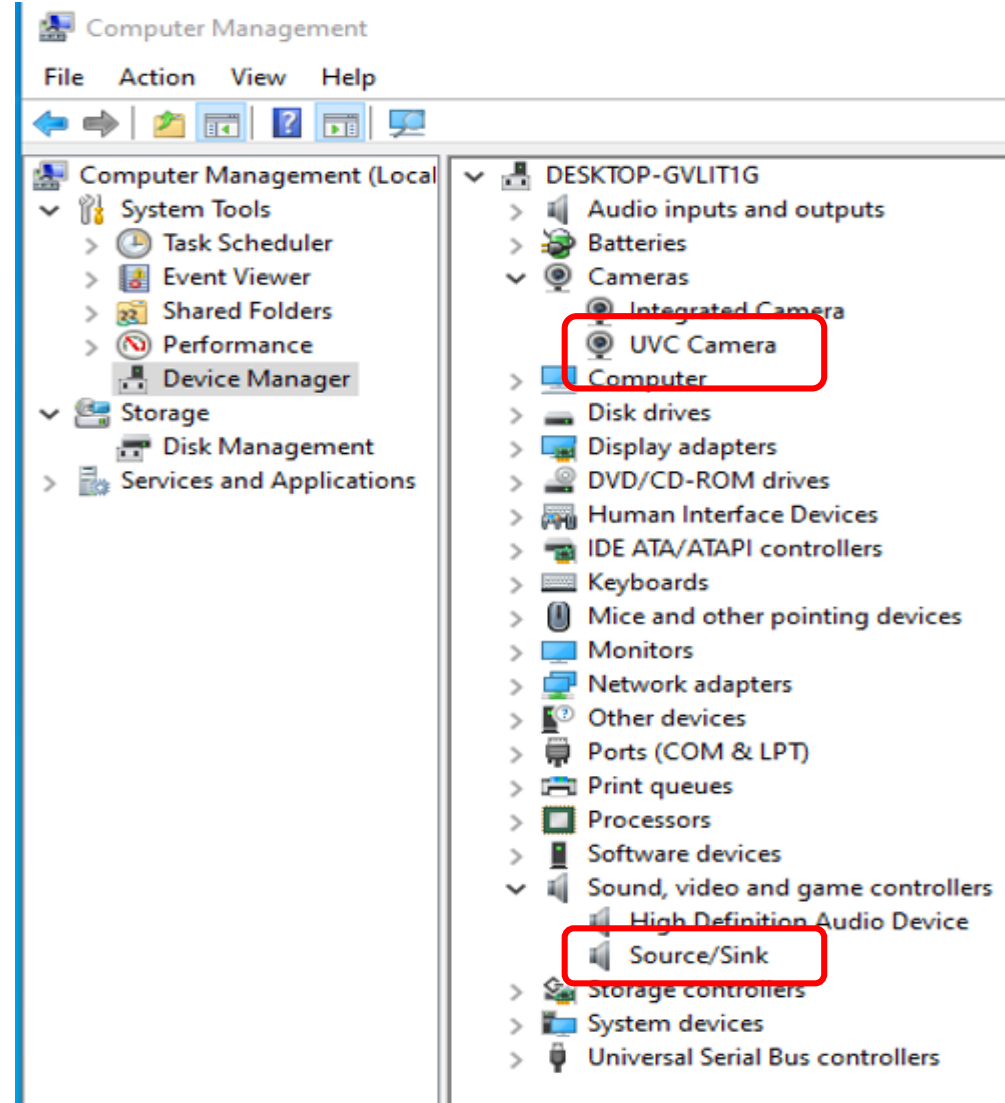 Computer Management
File Action View Help
Computer Management (Local
System Tools
Task Scheduler
Event Viewer
Shared Folders
Performance
Device Manager
Storage
Disk Management
Services and Applications
DESKTOP-GVLIT1G
Audio inputs and outputs
Batteries
Cameras
Integrated Camera
UVC Camera
Computer
Disk drives
Display adapters
DVD/CD-ROM drives
Human Interface Devices
IDE ATA/ATAPI controllers
Keyboards
Mice and other pointing devices
Monitors
Network adapters
Other devices
Ports (COM & LPT)
Print queues
Processors
Software devices
Sound, video and game controllers
High Definition Audio Device
Source/Sink
Storage controllers
System devices
Universal Serial Bus controllers